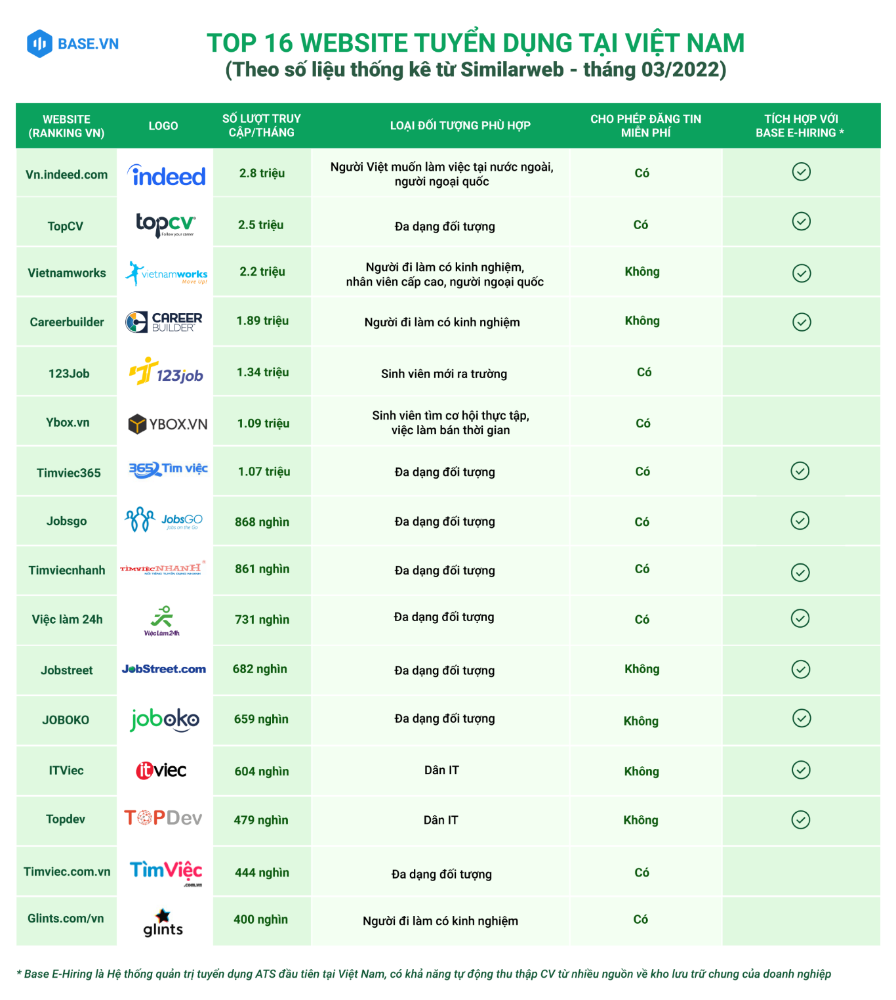 BASE.VN
TOP 16 WEBSITE TUYỂN DỤNG TẠI VIỆT NAM
(Theo số liệu thống kê từ Similarweb - tháng 03/2022)
WEBSITE
(RANKING VN)
LOGO
SỐ LƯỢT TRUY
CẬP/THÁNG
LOẠI ĐỐI TƯỢNG PHÙ HỢP
CHO PHÉP ĐĂNG TIN
MIỄN PHÍ
TÍCH HỢP VỚI
BASE E-HIRING *
Vn.indeed.com
indeed
2.8 triệu
Người Việt muốn làm việc tại nước ngoài,
người ngoại quốc
Có
TopCV
topcv
Follow your career
2.5 triệu
Đa dạng đối tượng
Có
Vietnamworks
vietnamworks
Move Up!
2.2 triệu
Người đi làm có kinh nghiệm,
nhân viên cấp cao, người ngoại quốc
Không
Careerbuilder
CAREER
BUILDER
1.89 triệu
Người đi làm có kinh nghiệm
Không
123Job
123job
1.34 triệu
Sinh viên mới ra trường
Có
Ybox.vn
YBOX.VN
1.09 triệu
Sinh viên tìm cơ hội thực tập,
việc làm bán thời gian
Có
Timviec365
365 Tìm việc
1.07 triệu
Đa dạng đối tượng
Có
Jobsgo
JobsGO
Jobs on the Go
868 nghìn
Đa dạng đối tượng
Có
Timviecnhanh
TÌMVIỆCNHANH®
NỔI TIẾNG TUYỂN DỤNG NHANH
861 nghìn
Đa dạng đối tượng
Có
Việc làm 24h
ViệcLàm24h
731 nghìn
Đa dạng đối tượng
Có
Jobstreet
JobStreet.com
682 nghìn
Đa dạng đối tượng
Không
JOBOKO
joboko
659 nghìn
Đa dạng đối tượng
Không
ITViec
itviec
604 nghìn
Dân IT
Không
Topdev
TOPDev
479 nghìn
Dân IT
Không
Timviec.com.vn
TìmViệc
.com.vn
444 nghìn
Đa dạng đối tượng
Có
Glints.com/vn
glints
400 nghìn
Người đi làm có kinh nghiệm
Có
* Base E-Hiring là Hệ thống quản trị tuyển dụng ATS đầu tiên tại Việt Nam, có khả năng tự động thu thập CV từ nhiều nguồn về kho lưu trữ chung của doanh nghiệp